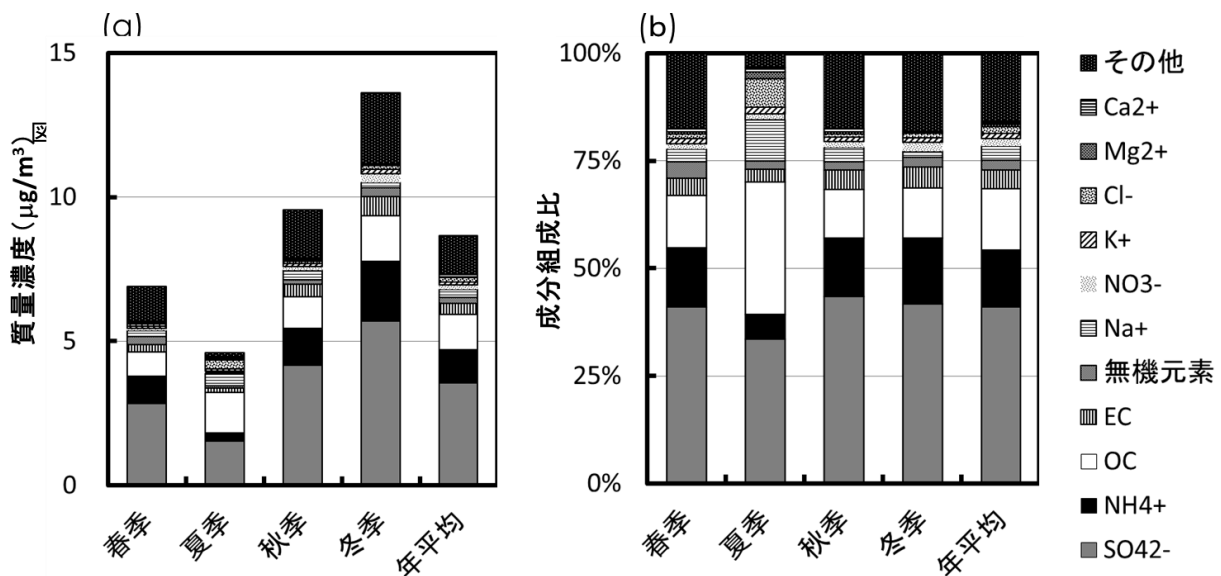 (a)
15
10
5
0
質量濃度(μg/m³)
図
春季
夏季
秋季
冬季
年平均
(b)
100%
75%
50%
25%
0%
成分組成比
春季
夏季
秋季
冬季
年平均
その他
Ca2+
Mg2+
Cl-
K+
NO3-
Na+
無機元素
EC
OC
NH4+
SO42-